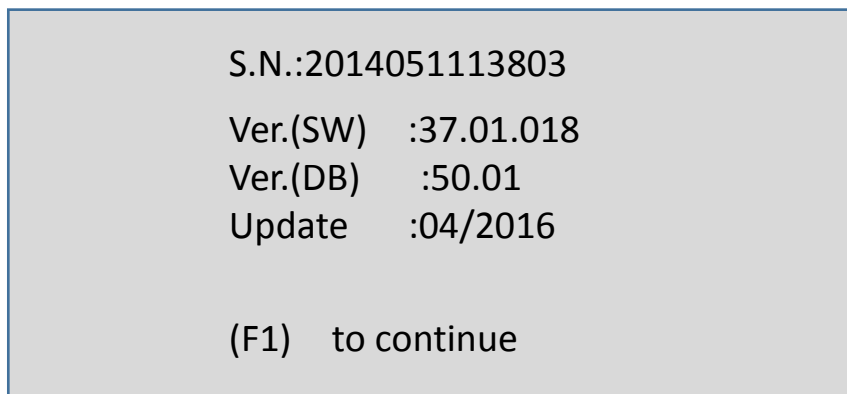 S.N.:2014051113803
Ver.(SW) :37.01.018
Ver.(DB) :50.01
Update :04/2016
(F1) to continue